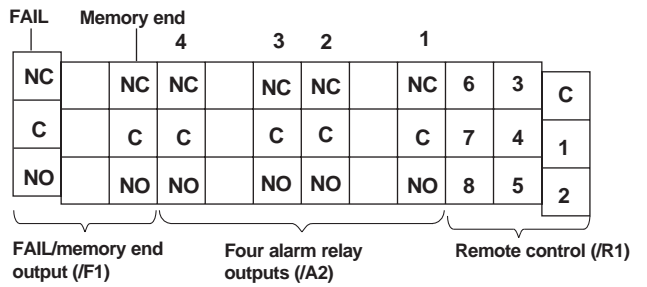 FAIL Memory end
4 3 2 1
NC NC NC NC NC NC 6 3 C
C C C C C C 7 4 1
NO NO NO NO NO NO 8 5 2
FAIL/memory end
output (/F1)
Four alarm relay
outputs (/A2)
Remote control (/R1)